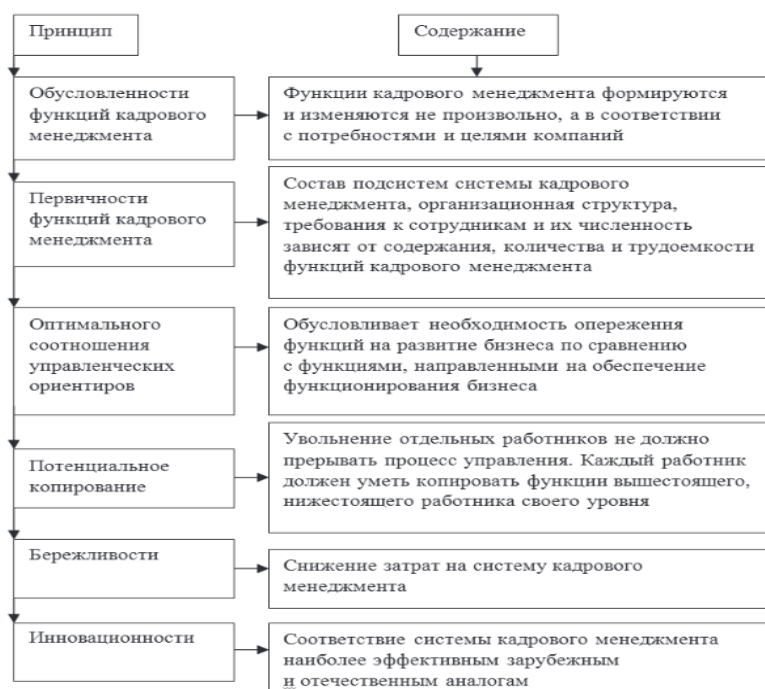 Принцип
Содержание
Обусловленности
функций кадрового
менеджмента
Функции кадрового менеджмента формируются
и изменяются не произвольно, а в соответствии
с потребностями и целями компаний
Первичности
функций кадрового
менеджмента
Состав подсистем системы кадрового
менеджмента, организационная структура,
требования к сотрудникам и их численность
зависят от содержания, количества и трудоемкости
функций кадрового менеджмента
Оптимального
соотношения
управленческих
ориентиров
Обусловливает необходимость опережения
функций на развитие бизнеса по сравнению
с функциями, направленными на обеспечение
функционирования бизнеса
Потенциальное
копирование
Увольнение отдельных работников не должно
прерывать процесс управления. Каждый работник
должен уметь копировать функции вышестоящего,
нижестоящего работника своего уровня
Бережливости
Снижение затрат на систему кадрового
менеджмента
Инновационности
Соответствие системы кадрового менеджмента
наиболее эффективным зарубежным
и отечественным аналогам